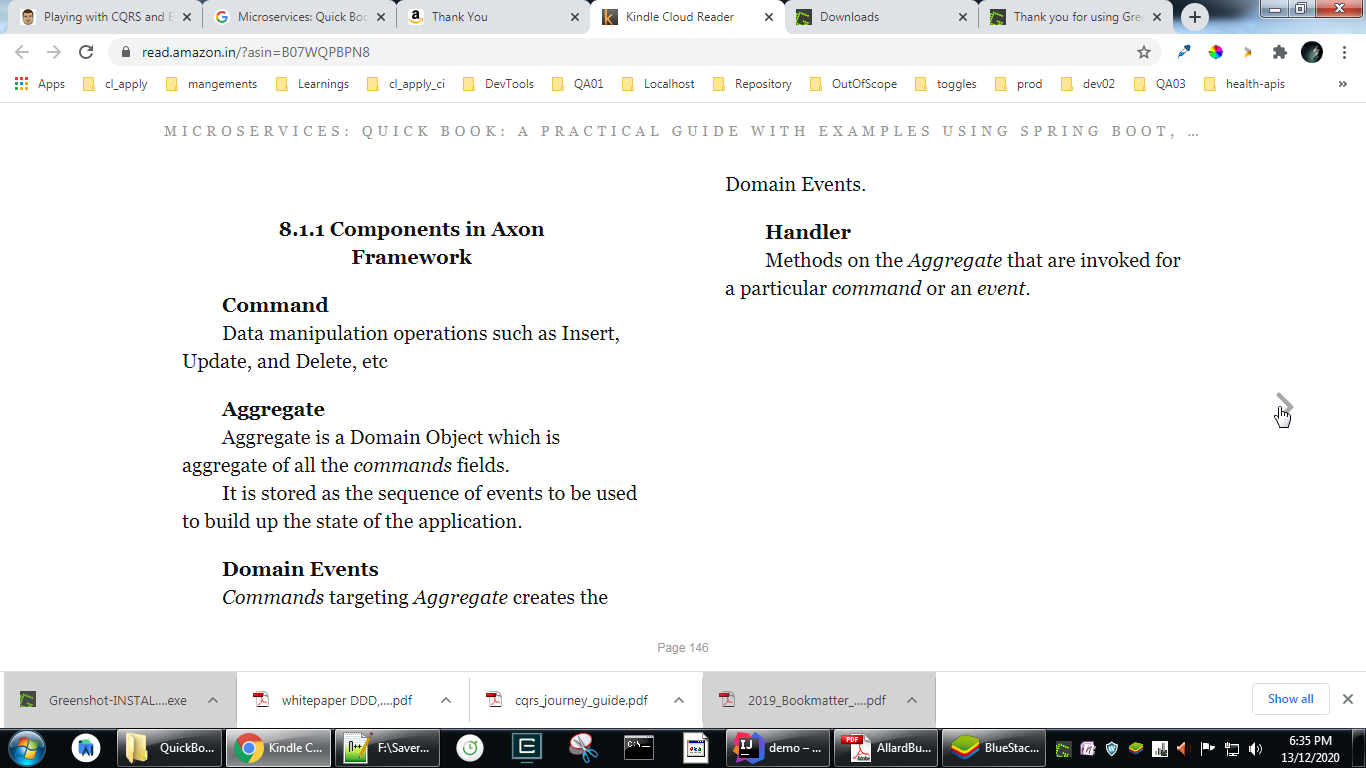 Playing with CQRS and E
Microservices: Quick Boo
Thank You
Kindle Cloud Reader
Downloads
Thank you for using Gre
read.amazon.in/?asin=B07WQPBPN8
Apps
cl_apply
mangements
Learnings
cl_apply_ci
DevTools
QA01
Localhost
Repository
OutOfScope
toggles
prod
dev02
QA03
health-apis
MICROSERVICES: QUICK BOOK: A PRACTICAL GUIDE WITH EXAMPLES USING SPRING BOOT, …
8.1.1 Components in Axon
Framework
Command
Data manipulation operations such as Insert,
Update, and Delete, etc
Aggregate
Aggregate is a Domain Object which is
aggregate of all the commands fields.
It is stored as the sequence of events to be used
to build up the state of the application.
Domain Events
Commands targeting Aggregate creates the
Domain Events.
Handler
Methods on the Aggregate that are invoked for
a particular command or an event.
Page 146
Greenshot-INSTAL....exe
whitepaper DDD,....pdf
cqrs_journey_guide.pdf
2019_Bookmatter_....pdf
Show all
QuickBo...
Kindle C...
F:\Saver...
demo – ...
AllardBu...
BlueStac...
6:35 PM
13/12/2020